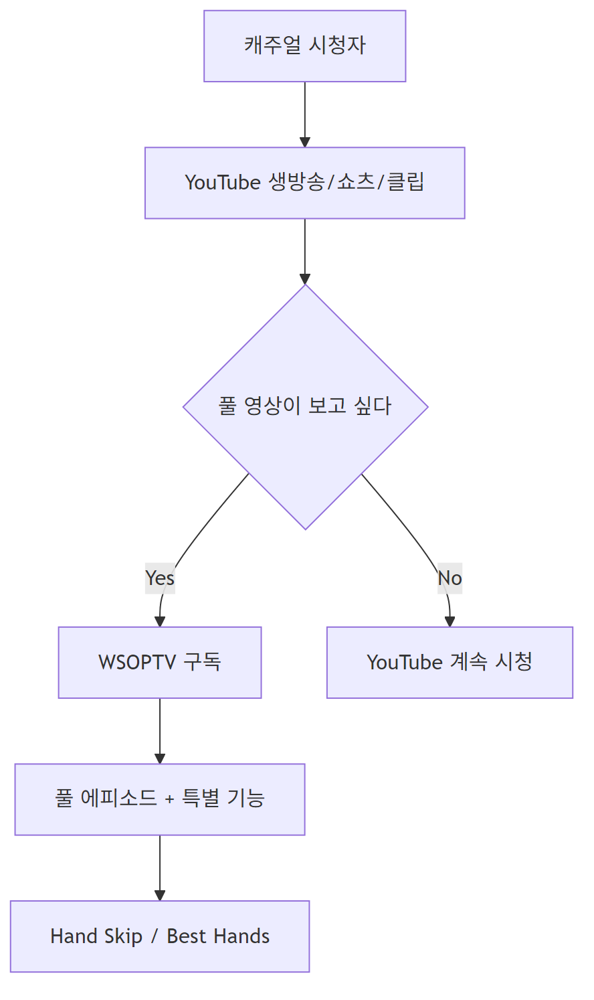 캐주얼 시청자
YouTube 생방송/쇼츠/클립
풀 영상이 보고 싶다
Yes
No
WSOPTV 구독
YouTube 계속 시청
풀 에피소드 + 특별 기능
Hand Skip / Best Hands